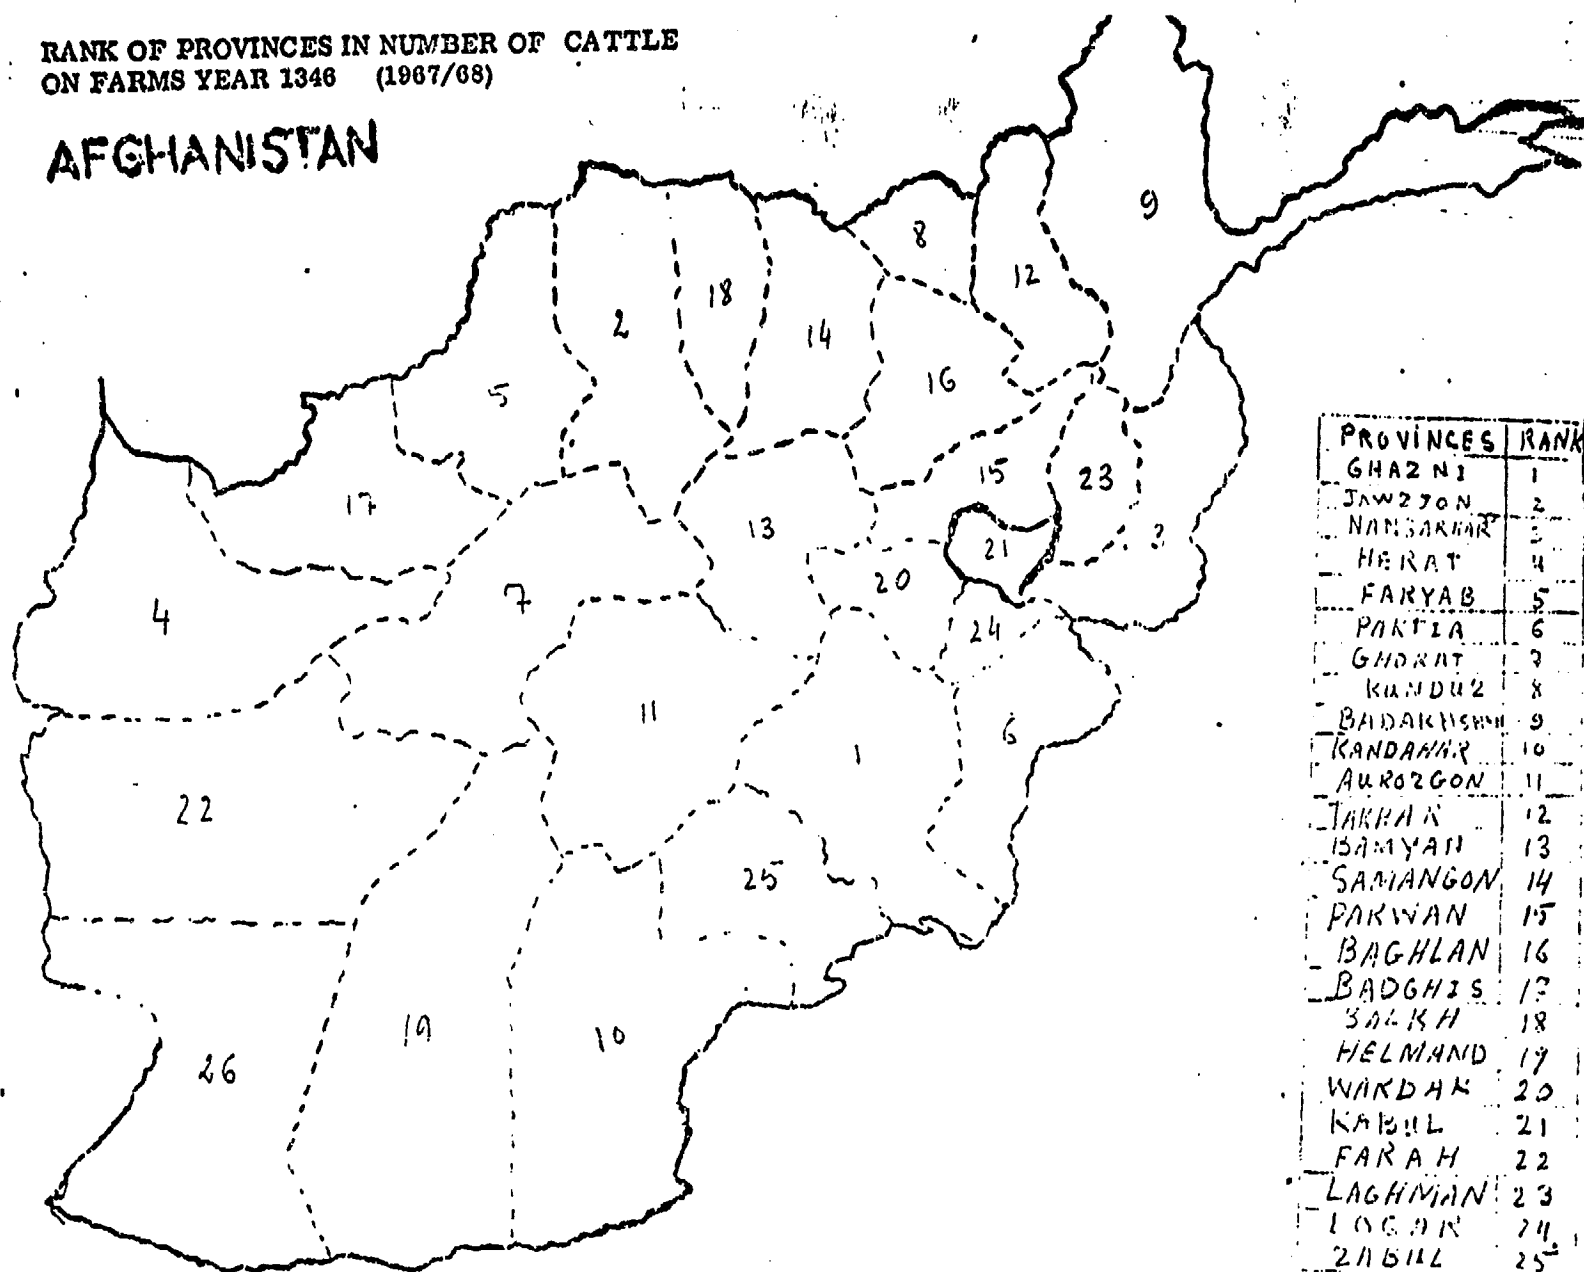 RANK OF PROVINCES IN NUMBER OF CATTLE
ON FARMS YEAR 1346 (1967/68)
AFGHANISTAN
9
8
12
18
2
14
16
5
15
23
17
13
3
21
20
7
4
24
11
6
1
22
25
19
10
26
PROVINCES RANK
GHAZNI 1
JAWZJON 2
NANGARHAR 3
HERAT 4
FARYAB 5
PAKTIA 6
GHORAT 7
KUNDUZ 8
BADAKHSHAN 9
KANDAHAR 10
AUROZGON 11
TAKHAR 12
BAMYAN 13
SAMANGON 14
PARWAN 15
BAGHLAN 16
BADGHIS 17
BALKH 18
HELMAND 19
WARDAK 20
KABUL 21
FARAH 22
LAGHMAN 23
LOGAR 24
ZABUL 25